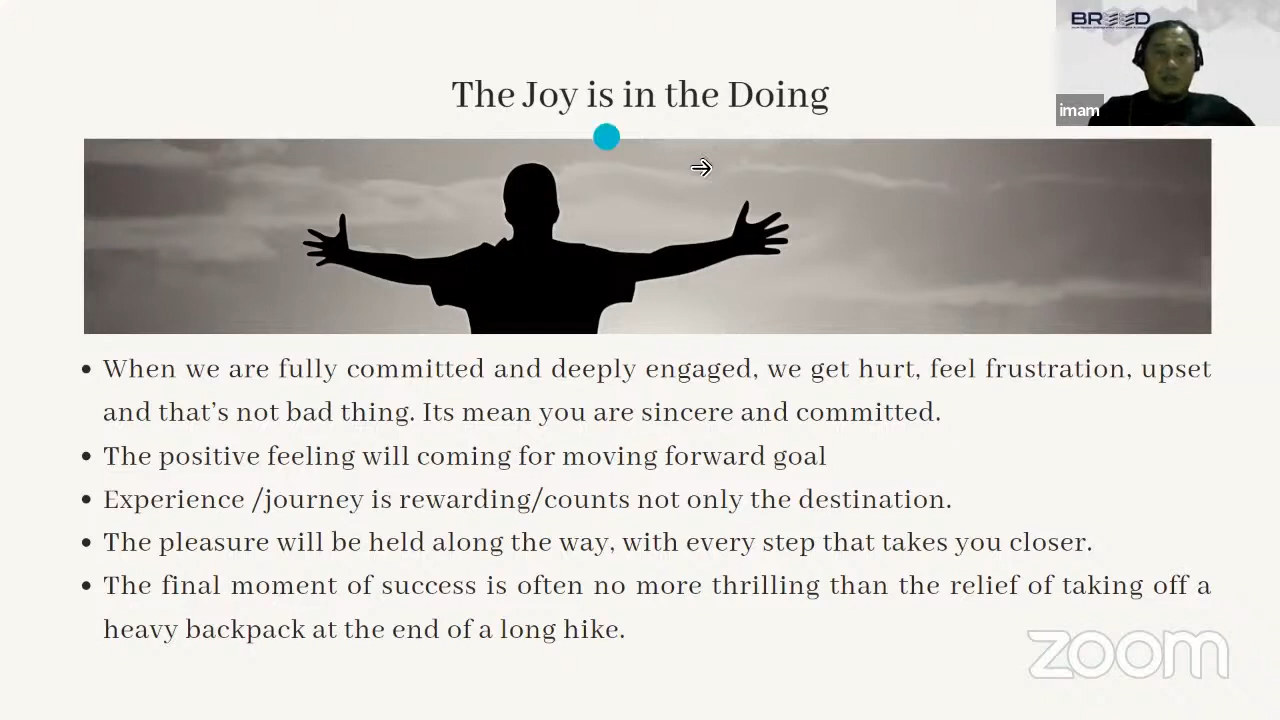 BREED
imam
The Joy is in the Doing
• When we are fully committed and deeply engaged, we get hurt, feel frustration, upset
and that’s not bad thing. Its mean you are sincere and committed.
• The positive feeling will coming for moving forward goal
• Experience /journey is rewarding/counts not only the destination.
• The pleasure will be held along the way, with every step that takes you closer.
• The final moment of success is often no more thrilling than the relief of taking off a
heavy backpack at the end of a long hike.
zoom